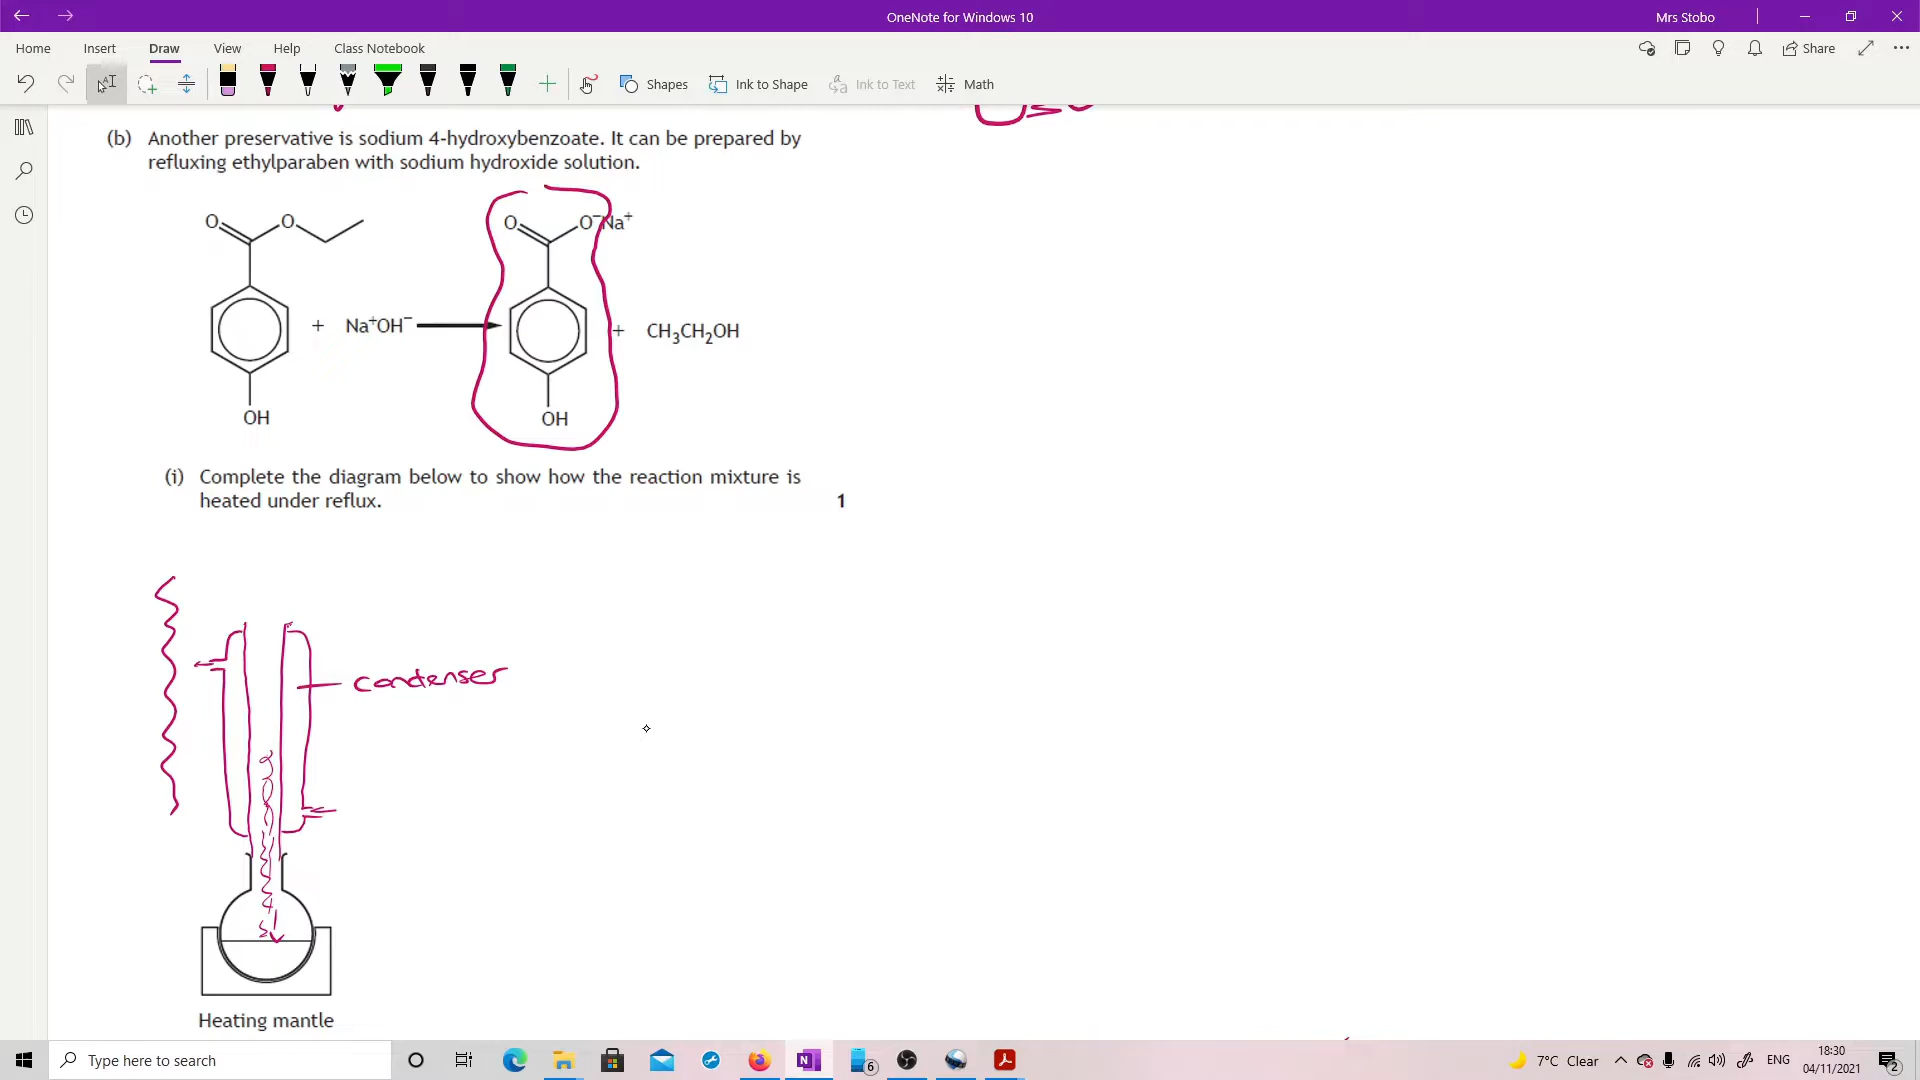 OneNote for Windows 10
Mrs Stobo
Home Insert Draw View Help Class Notebook
Share
Shapes Ink to Shape Ink to Text Math
(b) Another preservative is sodium 4-hydroxybenzoate. It can be prepared by
refluxing ethylparaben with sodium hydroxide solution.
O O O O⁻Na⁺
+ Na⁺OH⁻ + CH₃CH₂OH
OH OH
(i) Complete the diagram below to show how the reaction mixture is
heated under reflux. 1
condenser
Heating mantle
Type here to search
6
7°C Clear
ENG
18:30
04/11/2021
2